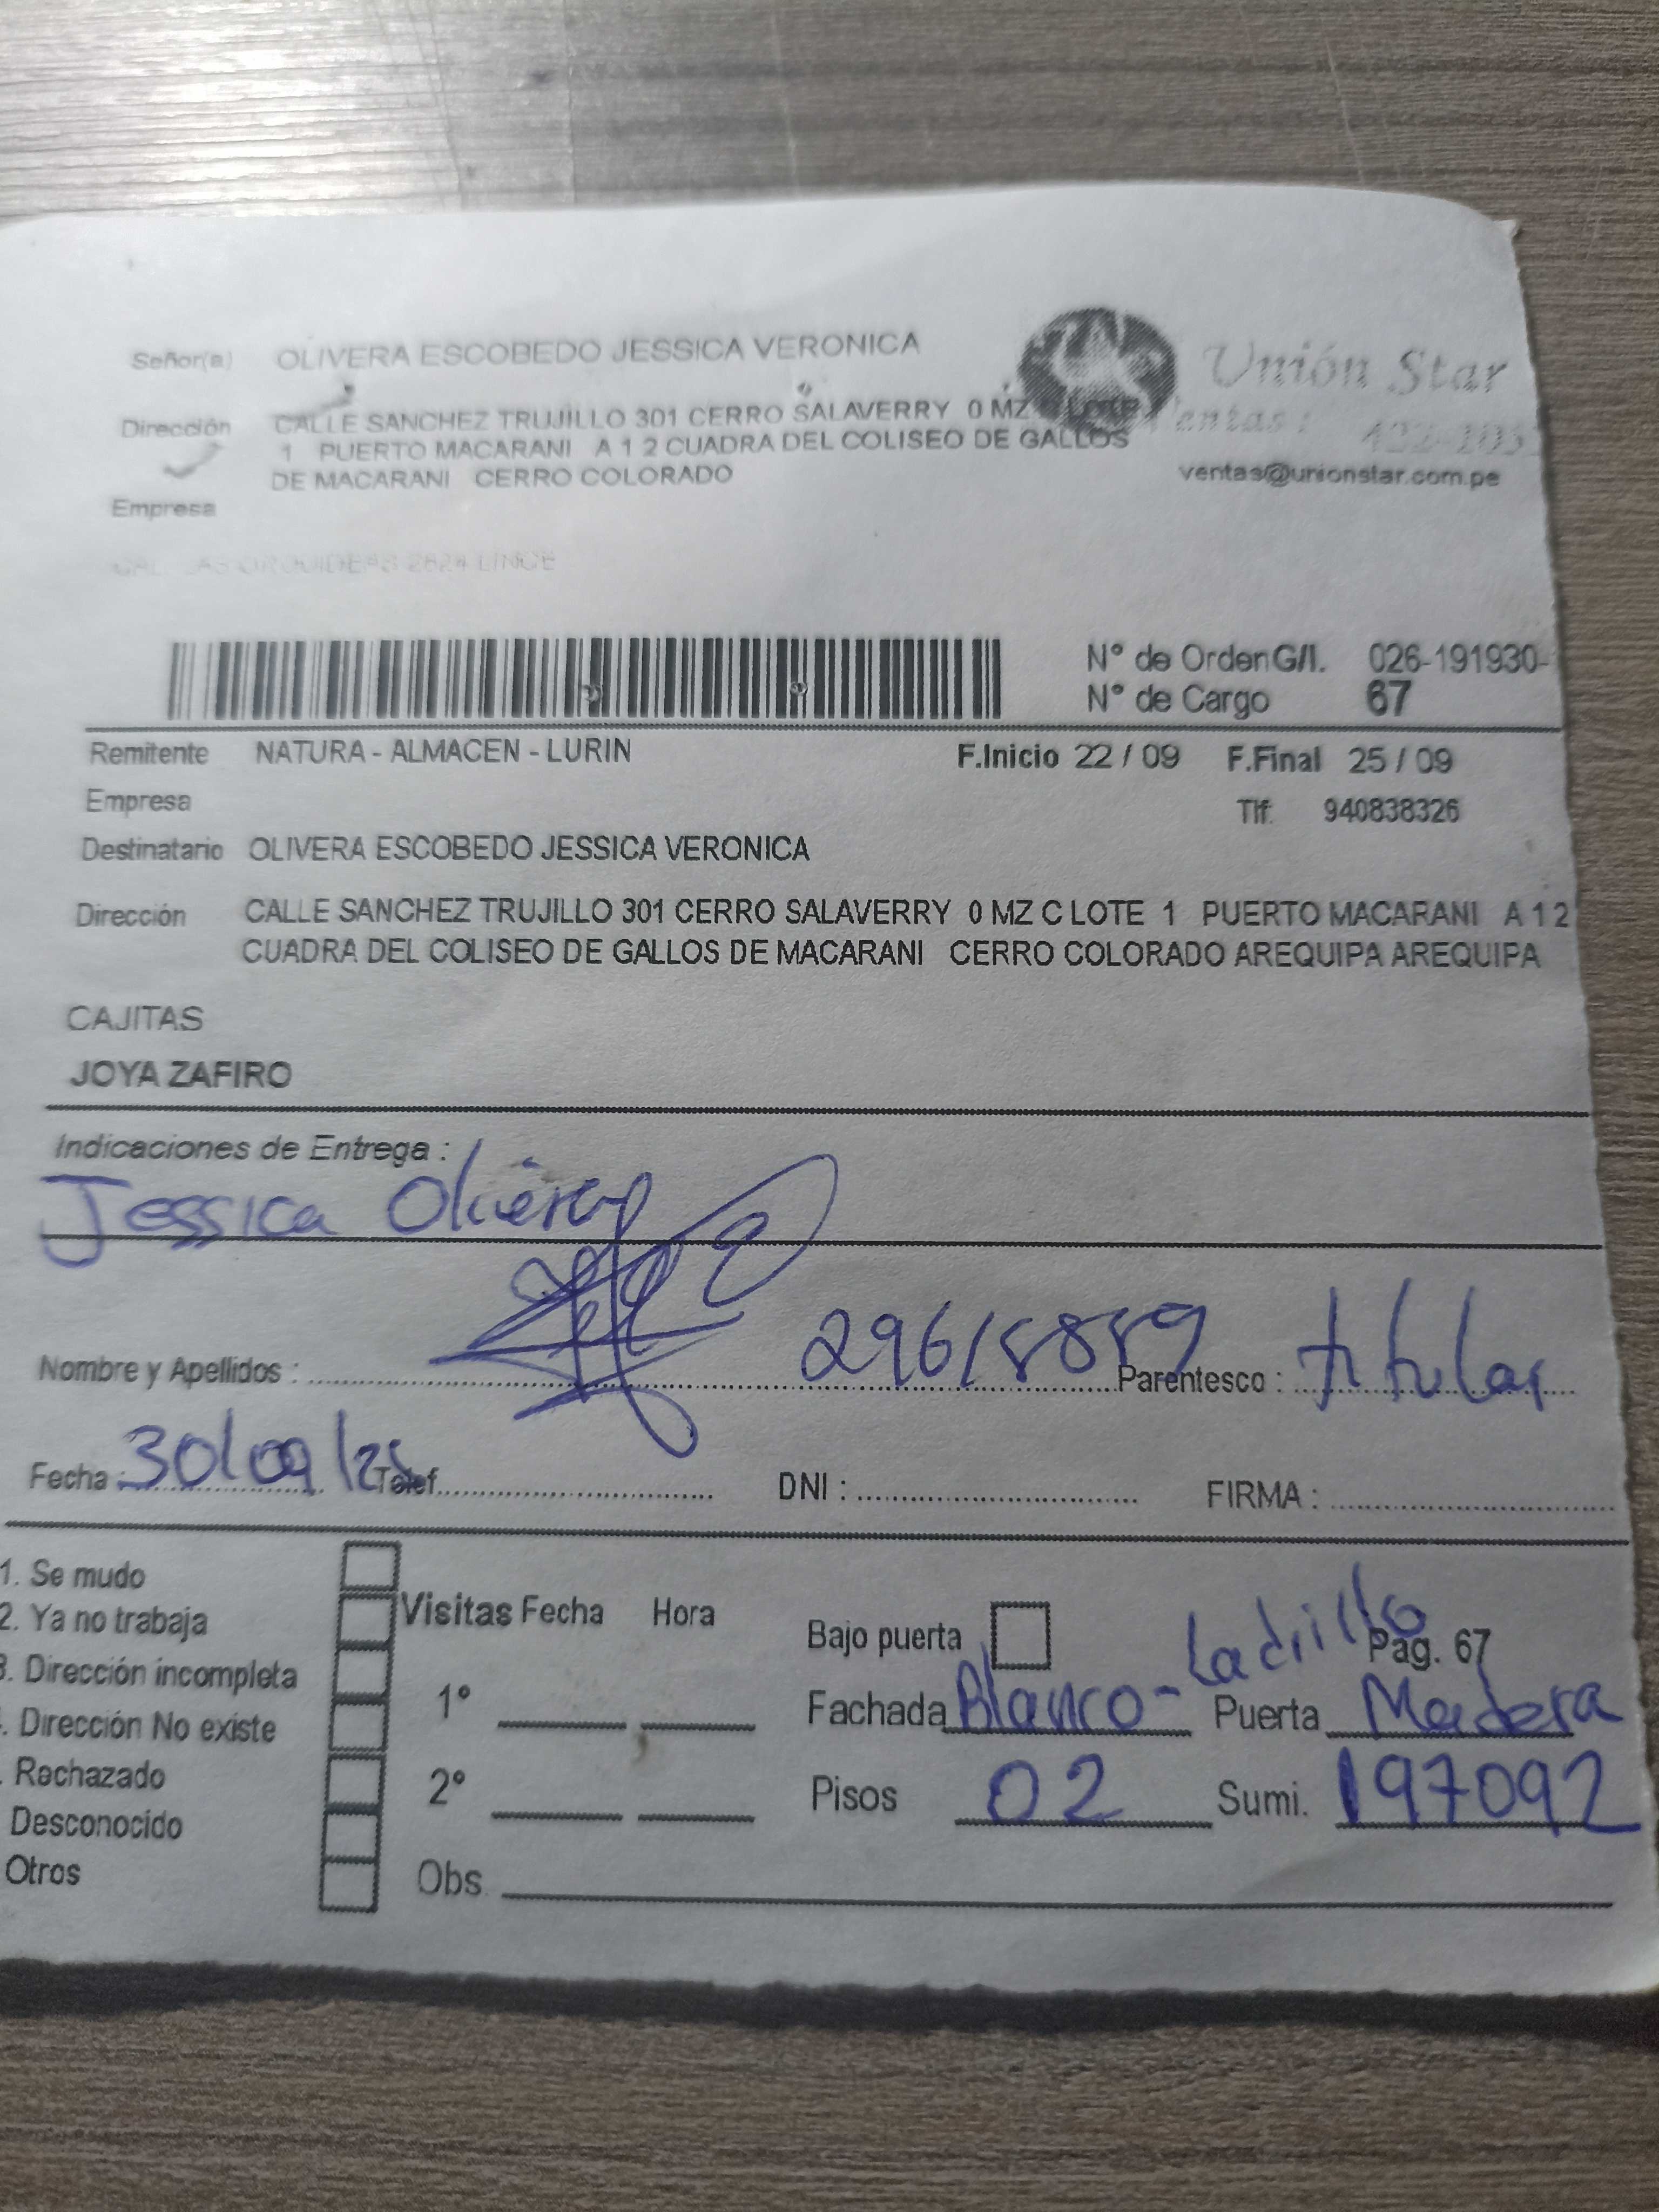 Señor(a) OLIVERA ESCOBEDO JESSICA VERONICA
Unión Star
Dirección CALLE SANCHEZ TRUJILLO 301 CERRO SALAVERRY 0 MZ C LOTE
1 PUERTO MACARANI A 1 2 CUADRA DEL COLISEO DE GALLOS
DE MACARANI CERRO COLORADO
Ventas:
ventas@unionstar.com.pe
Empresa
ORQUIDEAS 2624 LINCE
N° de Orden G/I. 026-191930-
N° de Cargo 67
Remitente NATURA - ALMACEN - LURIN F.Inicio 22 / 09 F.Final 25 / 09
Empresa Tlf. 940838326
Destinatario OLIVERA ESCOBEDO JESSICA VERONICA
Dirección CALLE SANCHEZ TRUJILLO 301 CERRO SALAVERRY 0 MZ C LOTE 1 PUERTO MACARANI A 1 2
CUADRA DEL COLISEO DE GALLOS DE MACARANI CERRO COLORADO AREQUIPA AREQUIPA
CAJITAS
JOYA ZAFIRO
Indicaciones de Entrega :
Jessica Olivera
Nombre y Apellidos : Parentesco : titular
Fecha : 30/09/25 Telef. DNI : FIRMA :
1. Se mudo
2. Ya no trabaja
3. Dirección incompleta
. Dirección No existe
. Rechazado
Desconocido
Otros
Visitas Fecha Hora
1°
2°
Obs
Bajo puerta Pag. 67
Fachada Blanco - Ladrillo Puerta Madera
Pisos 02 Sumi. 197092